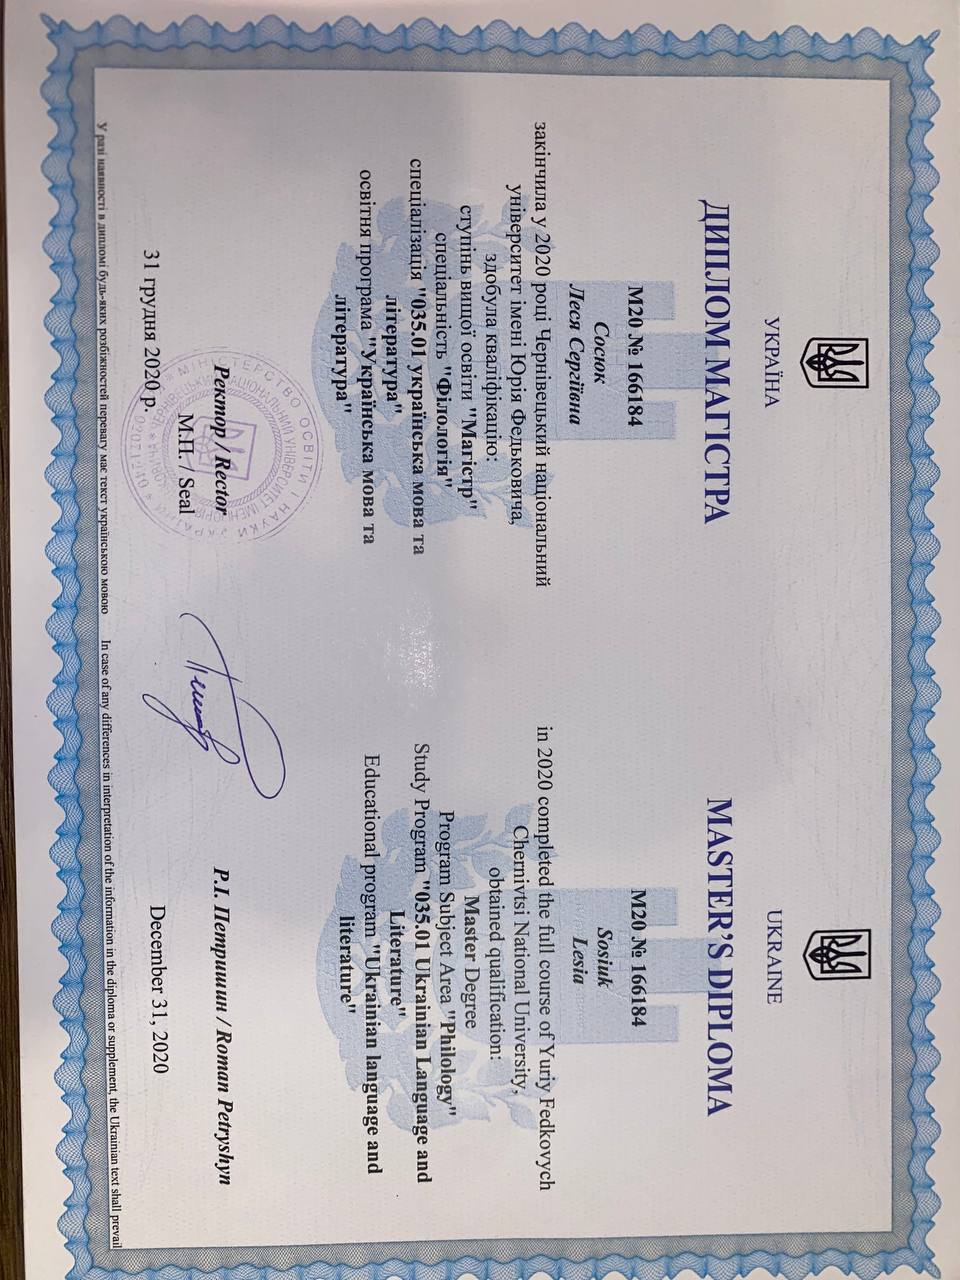 УКРАЇНА
ДИПЛОМ МАГІСТРА
М20 № 166184
Сосюк
Леся Сергіївна
закінчила у 2020 році Чернівецький національний
університет імені Юрія Федьковича,
здобула кваліфікацію:
ступінь вищої освіти "Магістр"
спеціальність "Філологія"
спеціалізація "035.01 українська мова та
література"
освітня програма "Українська мова та
література"
Ректор / Rector
М.П. / Seal
31 грудня 2020 р.
У разі наявності в дипломі будь-яких розбіжностей перевагу має текст українською мовою
UKRAINE
MASTER’S DIPLOMA
M20 № 166184
Sosiuk
Lesia
in 2020 completed the full course of Yuriy Fedkovych
Chernivtsi National University,
obtained qualification:
Master Degree
Program Subject Area "Philology"
Study Program "035.01 Ukrainian Language and
Literature"
Educational program "Ukrainian language and
literature"
Р.І. Петришин / Roman Petryshyn
December 31, 2020
In case of any differences in interpretation of the information in the diploma or supplement, the Ukrainian text shall prevail
МІНІСТЕРСТВО ОСВІТИ І НАУКИ УКРАЇНИ